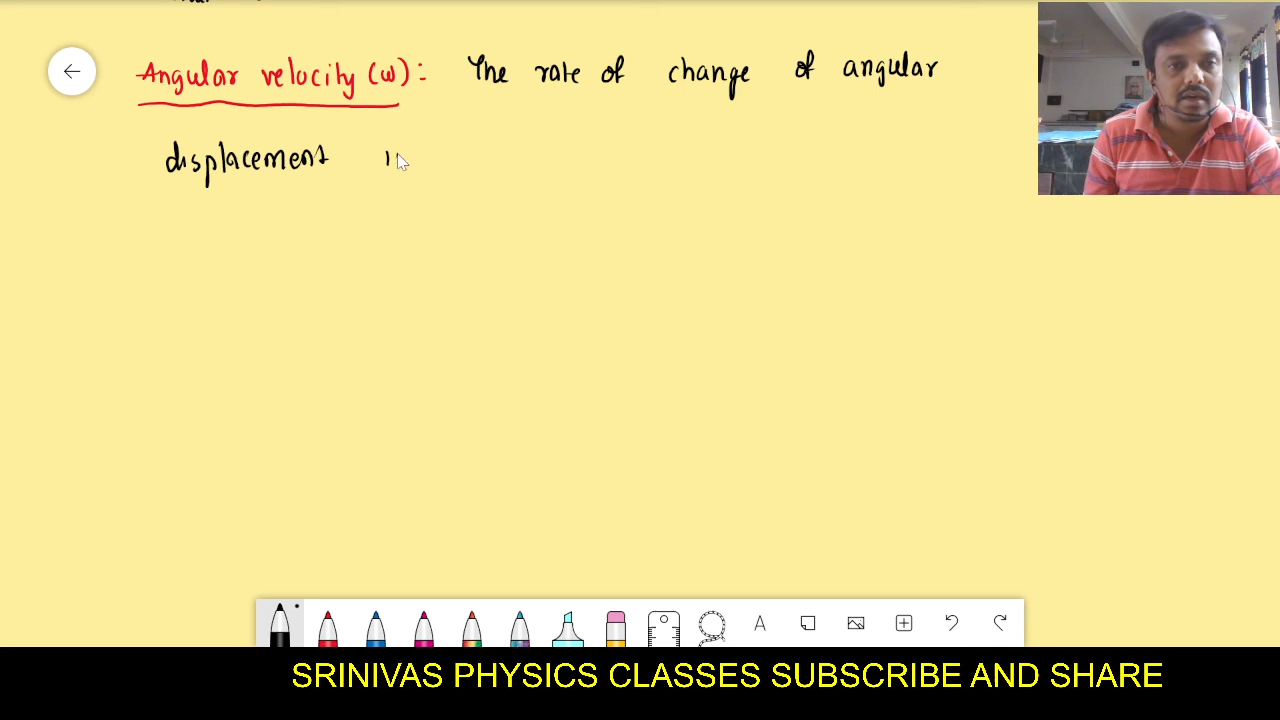 Angular velocity (ω) : The rate of change of angular
displacement
SRINIVAS PHYSICS CLASSES SUBSCRIBE AND SHARE